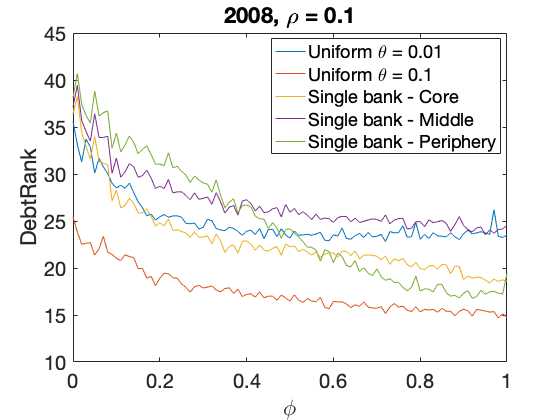 2008, ρ = 0.1
45
40
35
30
25
20
15
10
DebtRank
Uniform θ = 0.01
Uniform θ = 0.1
Single bank - Core
Single bank - Middle
Single bank - Periphery
0 0.2 0.4 0.6 0.8 1
ϕ